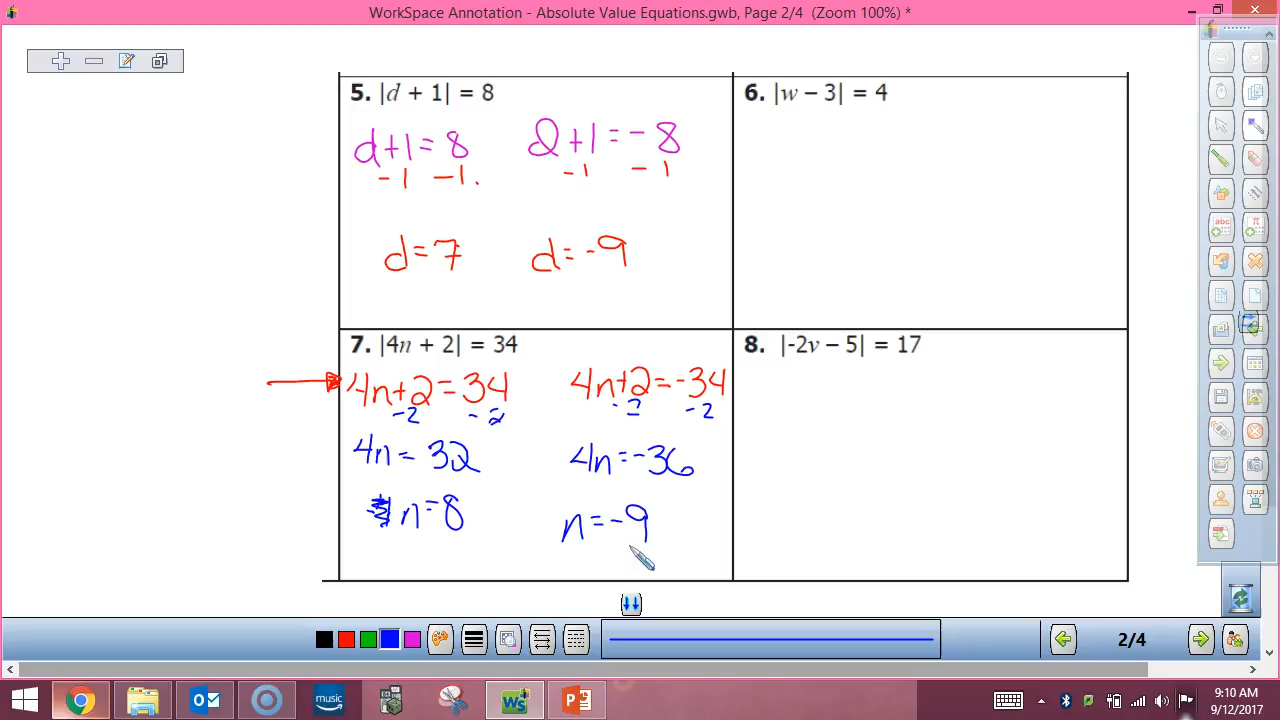 WorkSpace Annotation - Absolute Value Equations.gwb, Page 2/4 (Zoom 100%) *
5. |d + 1| = 8
d+1=8
d+1=-8
-1 -1.
-1 -1
d=7
d=-9
6. |w – 3| = 4
7. |4n + 2| = 34
4n+2=34
4n+2=-34
-2 -2
-2 -2
4n=32
4n=-36
n=8
n=-9
8. |-2v – 5| = 17
abc
π
2/4
music
WS
9:10 AM
9/12/2017